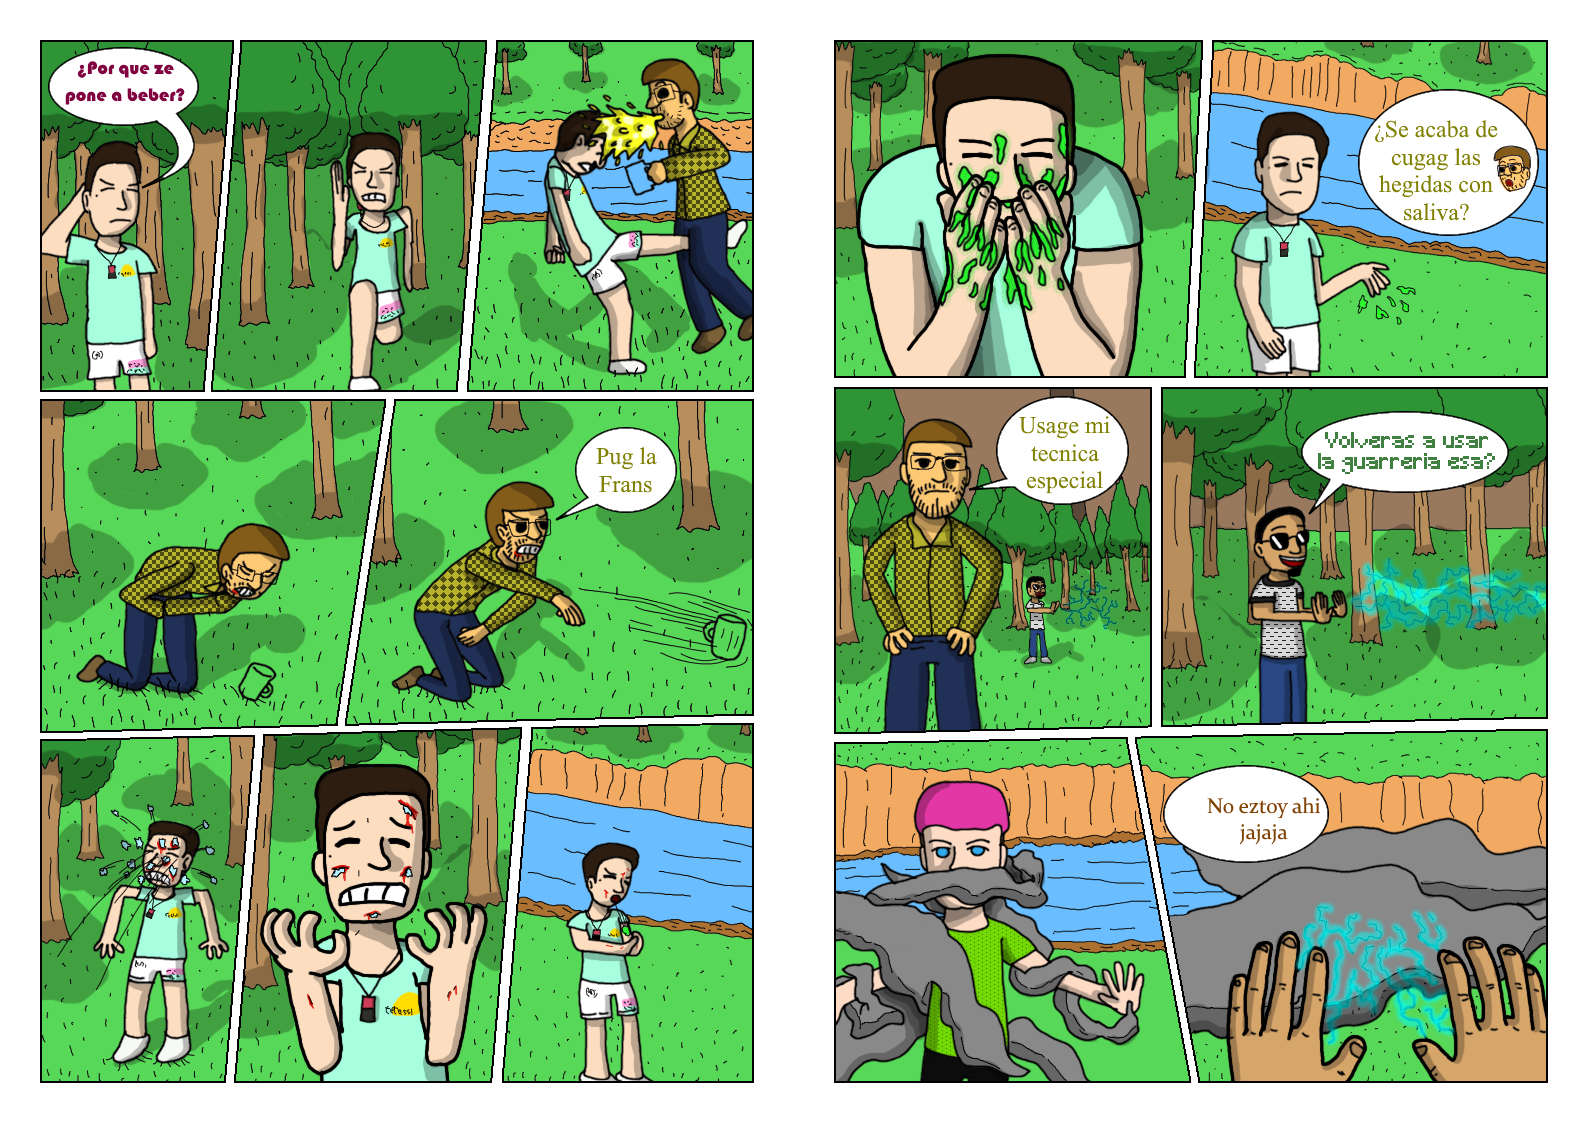 ¿Por que ze
pone a beber?
Pug la
Frans
¿Se acaba de
cugag las
hegidas con
saliva?
Usage mi
tecnica
especial
Volveras a usar
la guarreria esa?
No eztoy ahi
jajaja